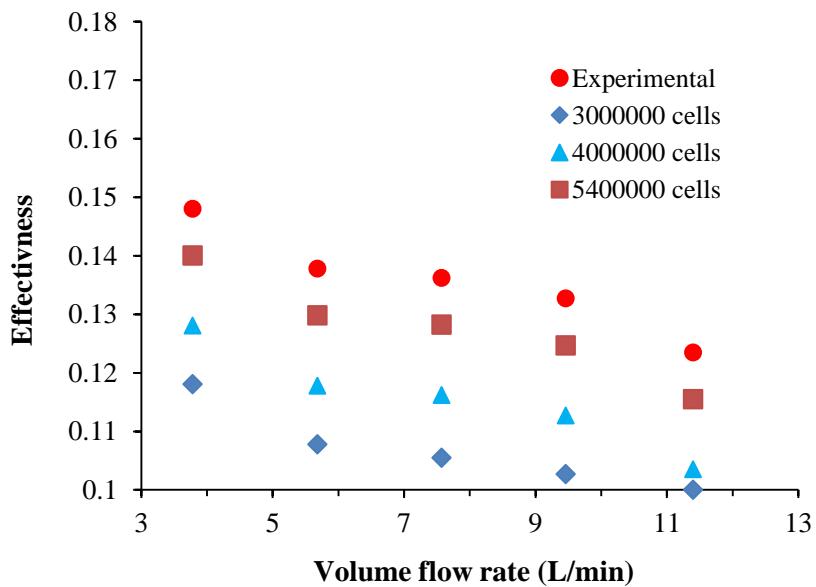 0.18
0.17
0.16
0.15
0.14
0.13
0.12
0.11
0.1
Effectivness
Experimental
3000000 cells
4000000 cells
5400000 cells
3 5 7 9 11 13
Volume flow rate (L/min)